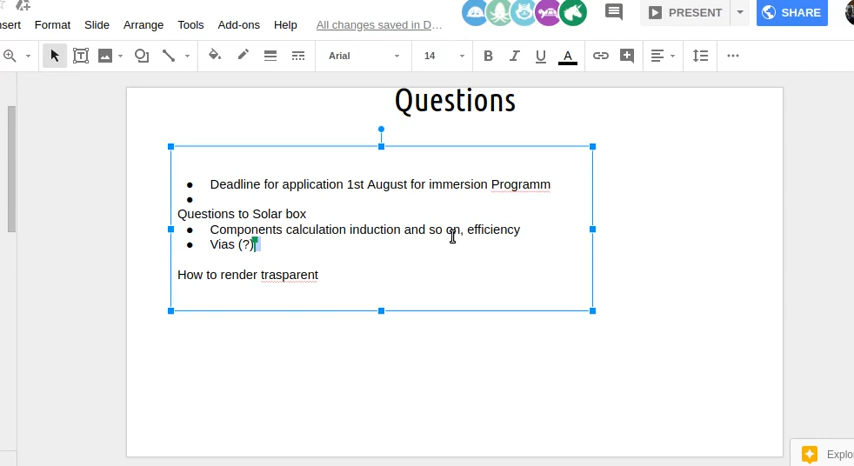 nsert Format Slide Arrange Tools Add-ons Help All changes saved in D... PRESENT SHARE
Arial 14 B I U A
Questions
● Deadline for application 1st August for immersion Programm
●
Questions to Solar box
● Components calculation induction and so on, efficiency
● Vias (?)
How to render trasparent
Explo